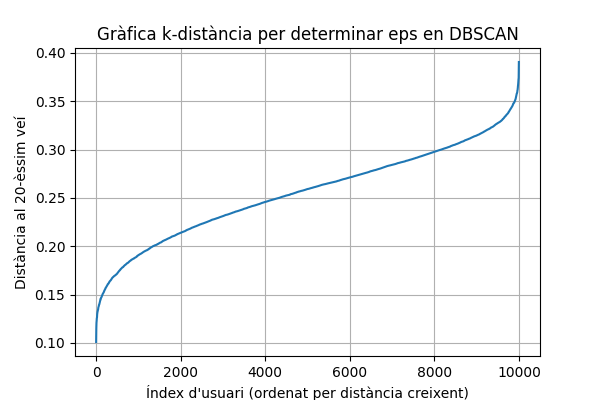 Gràfica k-distància per determinar eps en DBSCAN
0.40
0.35
0.30
0.25
0.20
0.15
0.10
Distància al 20-èssim veí
0 2000 4000 6000 8000 10000
Índex d'usuari (ordenat per distància creixent)